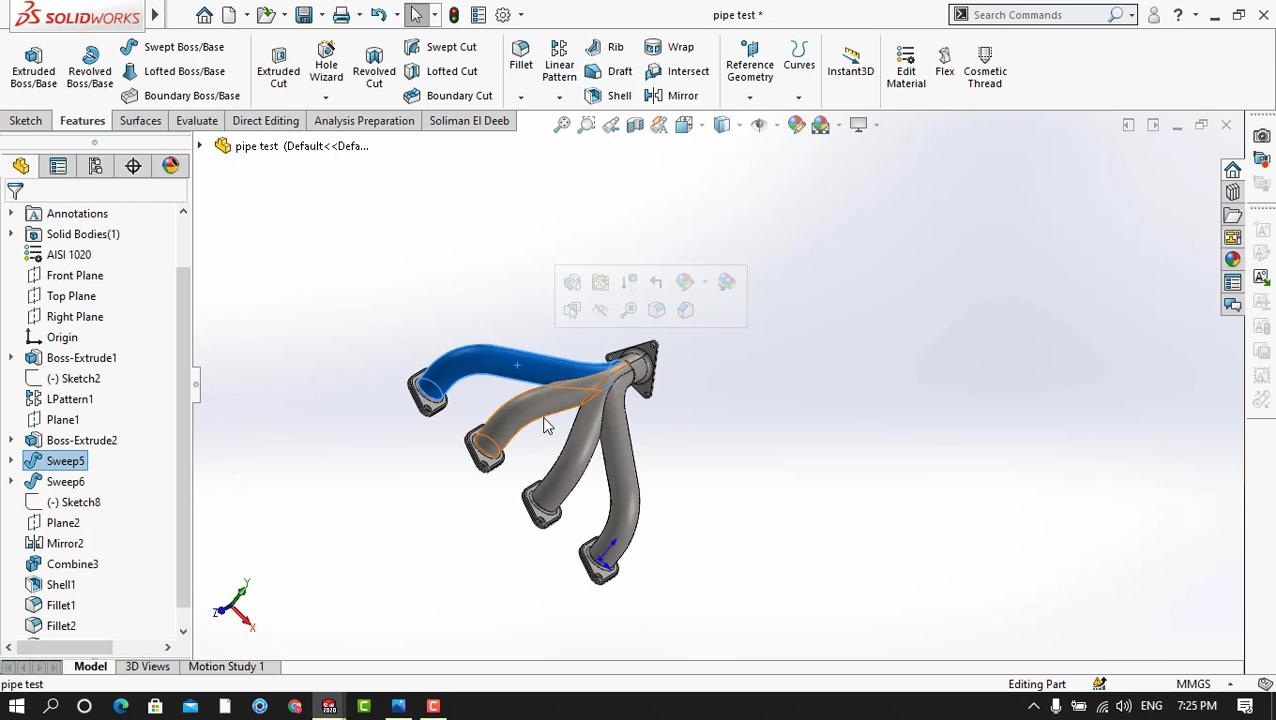 SOLIDWORKS
pipe test *
Search Commands
Extruded Boss/Base
Revolved Boss/Base
Swept Boss/Base
Lofted Boss/Base
Boundary Boss/Base
Extruded Cut
Hole Wizard
Revolved Cut
Swept Cut
Lofted Cut
Boundary Cut
Fillet
Linear Pattern
Rib
Draft
Shell
Wrap
Intersect
Mirror
Reference Geometry
Curves
Instant3D
Edit Material
Flex
Cosmetic Thread
Sketch
Features
Surfaces
Evaluate
Direct Editing
Analysis Preparation
Soliman El Deeb
pipe test (Default<<Defa...
Annotations
Solid Bodies(1)
AISI 1020
Front Plane
Top Plane
Right Plane
Origin
Boss-Extrude1
(-) Sketch2
LPattern1
Plane1
Boss-Extrude2
Sweep5
Sweep6
(-) Sketch8
Plane2
Mirror2
Combine3
Shell1
Fillet1
Fillet2
Y
Z
X
Model
3D Views
Motion Study 1
pipe test
Editing Part
MMGS
ENG
7:25 PM